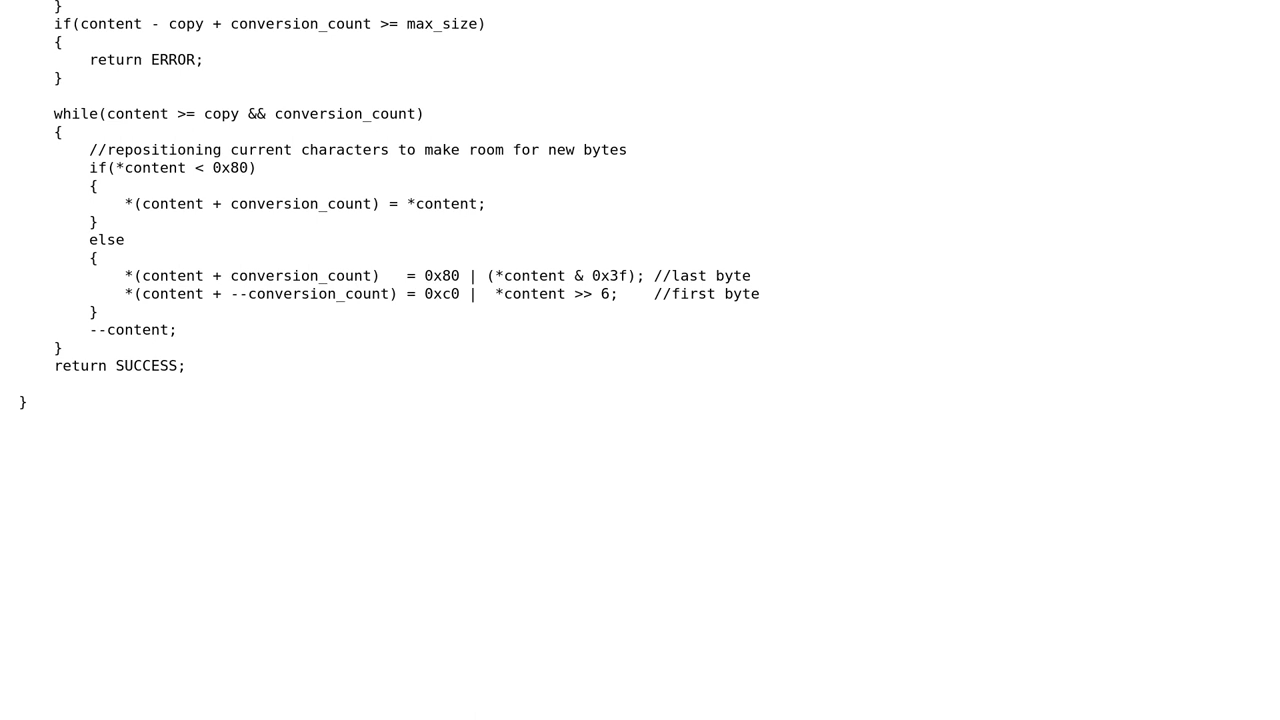 }
    if(content - copy + conversion_count >= max_size)
    {
        return ERROR;
    }

    while(content >= copy && conversion_count)
    {
        //repositioning current characters to make room for new bytes
        if(*content < 0x80)
        {
            *(content + conversion_count) = *content;
        }
        else
        {
            *(content + conversion_count)   = 0x80 | (*content & 0x3f); //last byte
            *(content + --conversion_count) = 0xc0 |  *content >> 6;    //first byte
        }
        --content;
    }
    return SUCCESS;

}